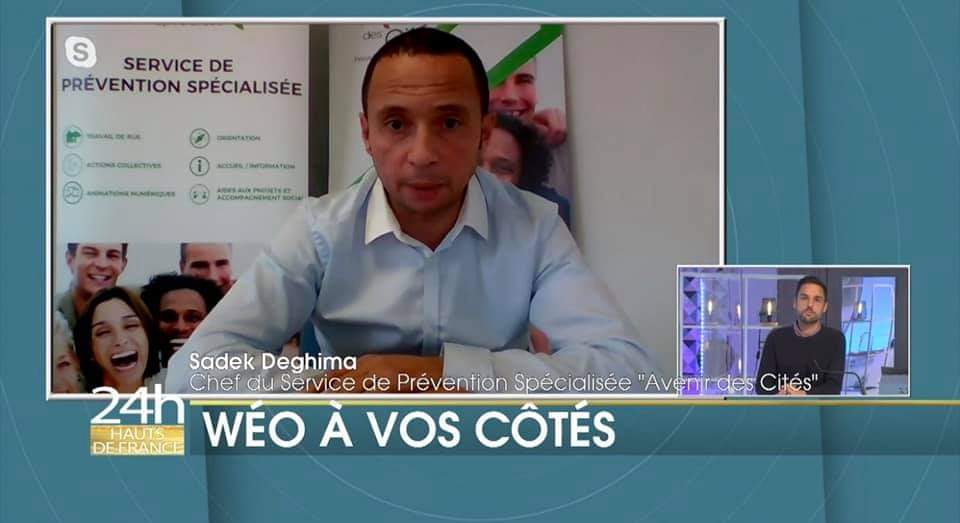 S
des
SERVICE DE
PRÉVENTION SPÉCIALISÉE
TRAVAIL DE RUE
ORIENTATION
ACTIONS COLLECTIVES
ACCUEIL / INFORMATION
ANIMATIONS NUMÉRIQUES
AIDES AUX PROJETS ET
ACCOMPAGNEMENT SOCIAL
Sadek Deghima
Chef du Service de Prévention Spécialisée "Avenir des Cités"
24h
HAUTS
DE FRANCE
WÉO À VOS CÔTÉS